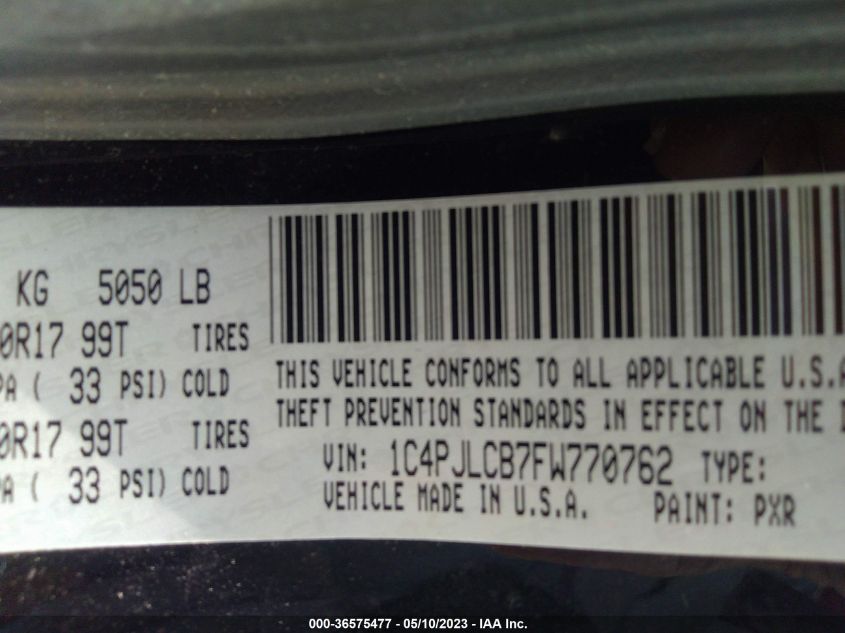 KG 5050 LB
0R17 99T TIRES
PA ( 33 PSI) COLD
0R17 99T TIRES
PA ( 33 PSI) COLD
THIS VEHICLE CONFORMS TO ALL APPLICABLE U.S.A
THEFT PREVENTION STANDARDS IN EFFECT ON THE D
VIN: 1C4PJLCB7FW770762 TYPE:
VEHICLE MADE IN U.S.A. PAINT: PXR
000-36575477 - 05/10/2023 - IAA Inc.